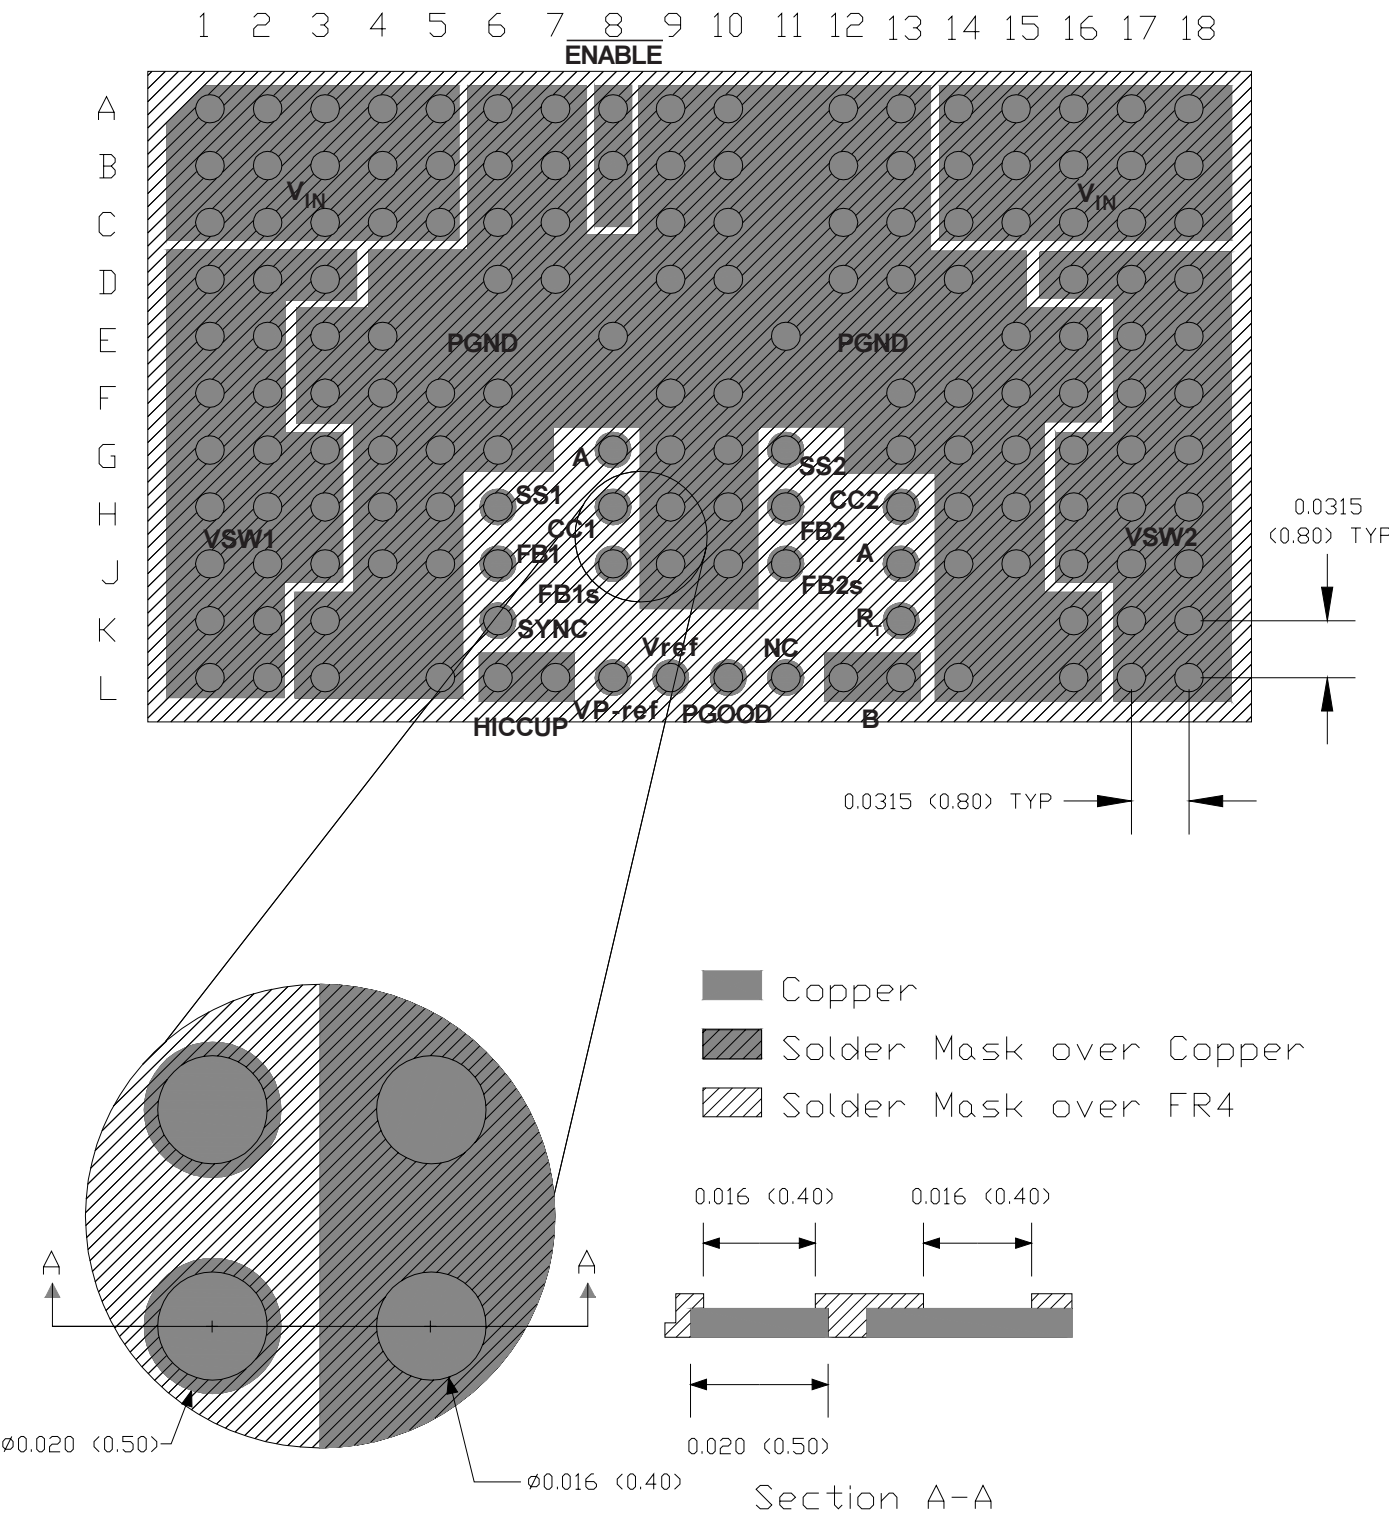 1 2 3 4 5 6 7 8 9 10 11 12 13 14 15 16 17 18
ENABLE
A
B
VIN VIN
C
D
E
PGND PGND
F
G
A SS2
SS1 CC2
H
CC1 FB2
VSW1 VSW2
FB1 A
J
FB1s FB2s
K
SYNC RT
Vref NC
L
VP-ref PGOOD
HICCUP B
0.0315
(0.80) TYP
0.0315 (0.80) TYP
Copper
Solder Mask over Copper
Solder Mask over FR4
0.016 (0.40) 0.016 (0.40)
A A
Ø0.020 (0.50) 0.020 (0.50)
Ø0.016 (0.40)
Section A-A